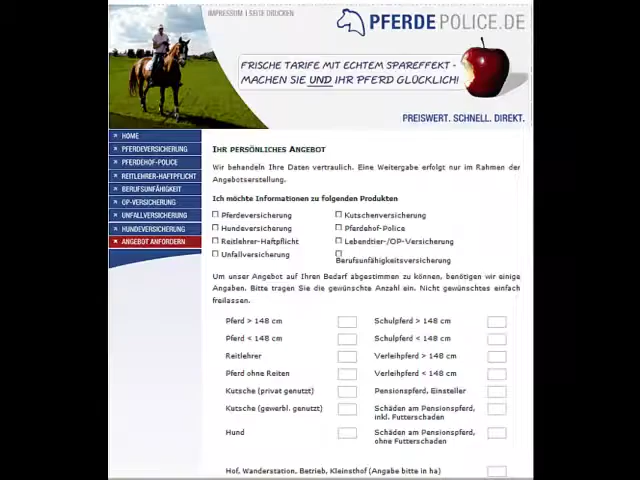 IMPRESSUM | SEITE DRUCKEN
PFERDEPOLICE.DE
FRISCHE TARIFE MIT ECHTEM SPAREFFEKT -
MACHEN SIE UND IHR PFERD GLÜCKLICH!
PREISWERT. SCHNELL. DIREKT.
» HOME
» PFERDEVERSICHERUNG
» PFERDEHOF-POLICE
» REITLEHRER-HAFTPFLICHT
» BERUFSUNFÄHIGKEIT
» OP-VERSICHERUNG
» UNFALLVERSICHERUNG
» HUNDEVERSICHERUNG
» ANGEBOT ANFORDERN
IHR PERSÖNLICHES ANGEBOT
Wir behandeln Ihre Daten vertraulich. Eine Weitergabe erfolgt nur im Rahmen der
Angebotserstellung.
Ich möchte Informationen zu folgenden Produkten
Pferdeversicherung Kutschenversicherung
Hundeversicherung Pferdehof-Police
Reitlehrer-Haftpflicht Lebendtier-/OP-Versicherung
Unfallversicherung
Berufsunfähigkeitsversicherung
Um unser Angebot auf Ihren Bedarf abstimmen zu können, benötigen wir einige
Angaben. Bitte tragen Sie die gewünschte Anzahl ein. Nicht gewünschtes einfach
freilassen.
Pferd > 148 cm Schulpferd > 148 cm
Pferd < 148 cm Schulpferd < 148 cm
Reitlehrer Verleihpferd > 148 cm
Pferd ohne Reiten Verleihpferd < 148 cm
Kutsche (privat genutzt) Pensionspferd, Einsteller
Kutsche (gewerbl. genutzt) Schäden am Pensionspferd,
inkl. Futterschaden
Hund Schäden am Pensionspferd,
ohne Futterschaden
Hof, Wanderstation, Betrieb, Kleinsthof (Angabe bitte in ha)